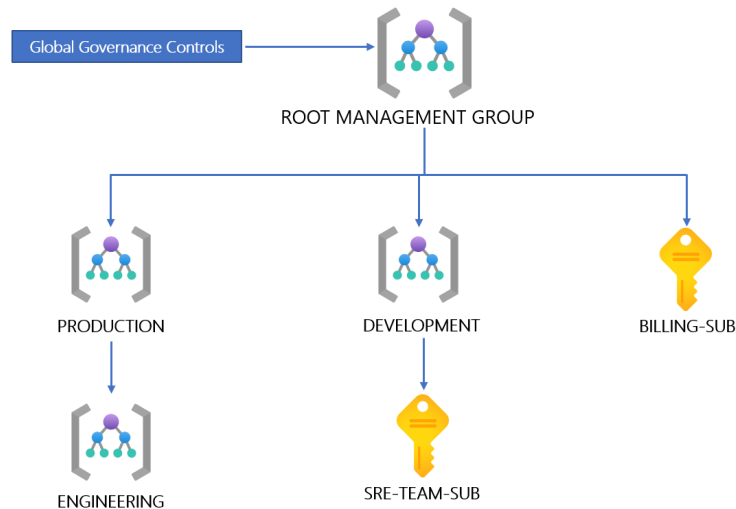 Global Governance Controls
ROOT MANAGEMENT GROUP
PRODUCTION
DEVELOPMENT
BILLING-SUB
ENGINEERING
SRE-TEAM-SUB